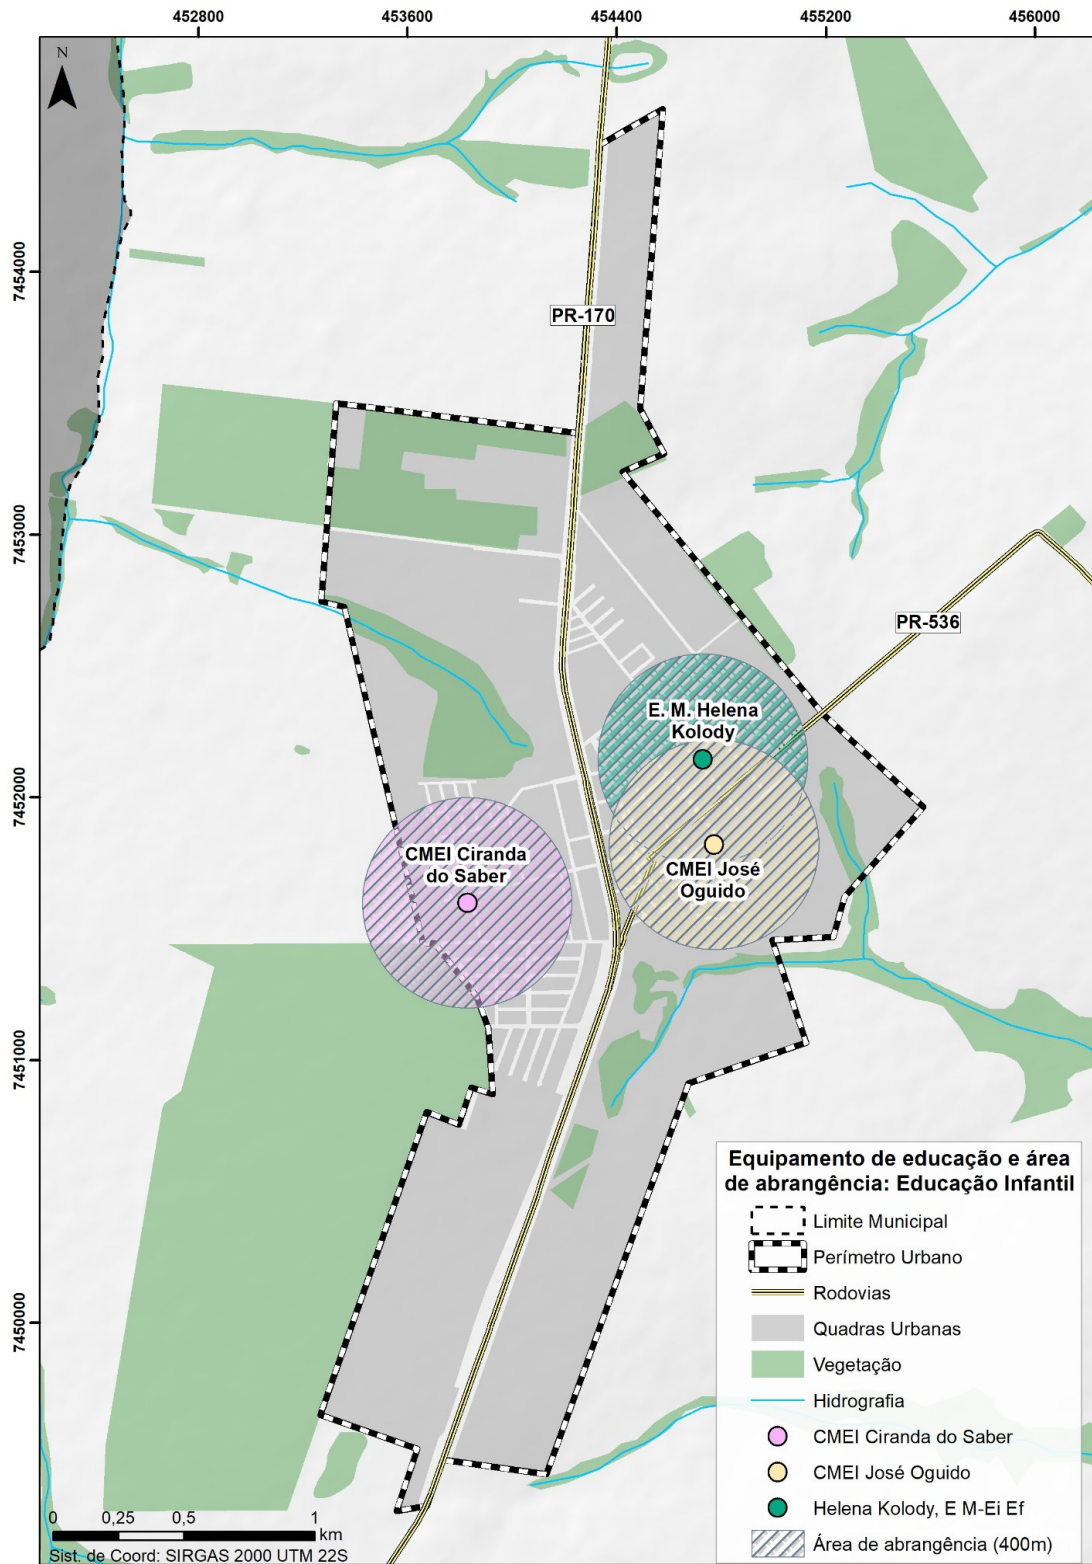 452800
453600
454400
455200
456000
N
7454000
PR-170
7453000
PR-536
E. M. Helena
Kolody
7452000
CMEI Ciranda
do Saber
CMEI José
Oguido
7451000
7450000
Equipamento de educação e área
de abrangência: Educação Infantil
Limite Municipal
Perímetro Urbano
Rodovias
Quadras Urbanas
Vegetação
Hidrografia
CMEI Ciranda do Saber
CMEI José Oguido
Helena Kolody, E M-Ei Ef
Área de abrangência (400m)
0 0,25 0,5 1
km
Sist. de Coord: SIRGAS 2000 UTM 22S